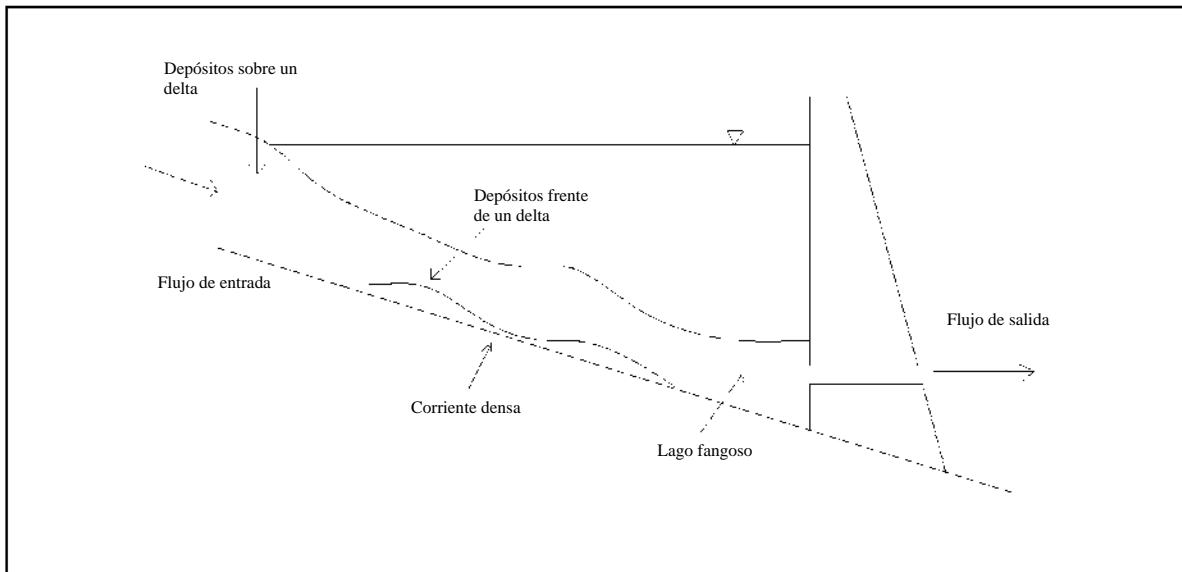 Depósitos sobre un
delta
Depósitos frente
de un delta
Flujo de entrada
Flujo de salida
Corriente densa
Lago fangoso